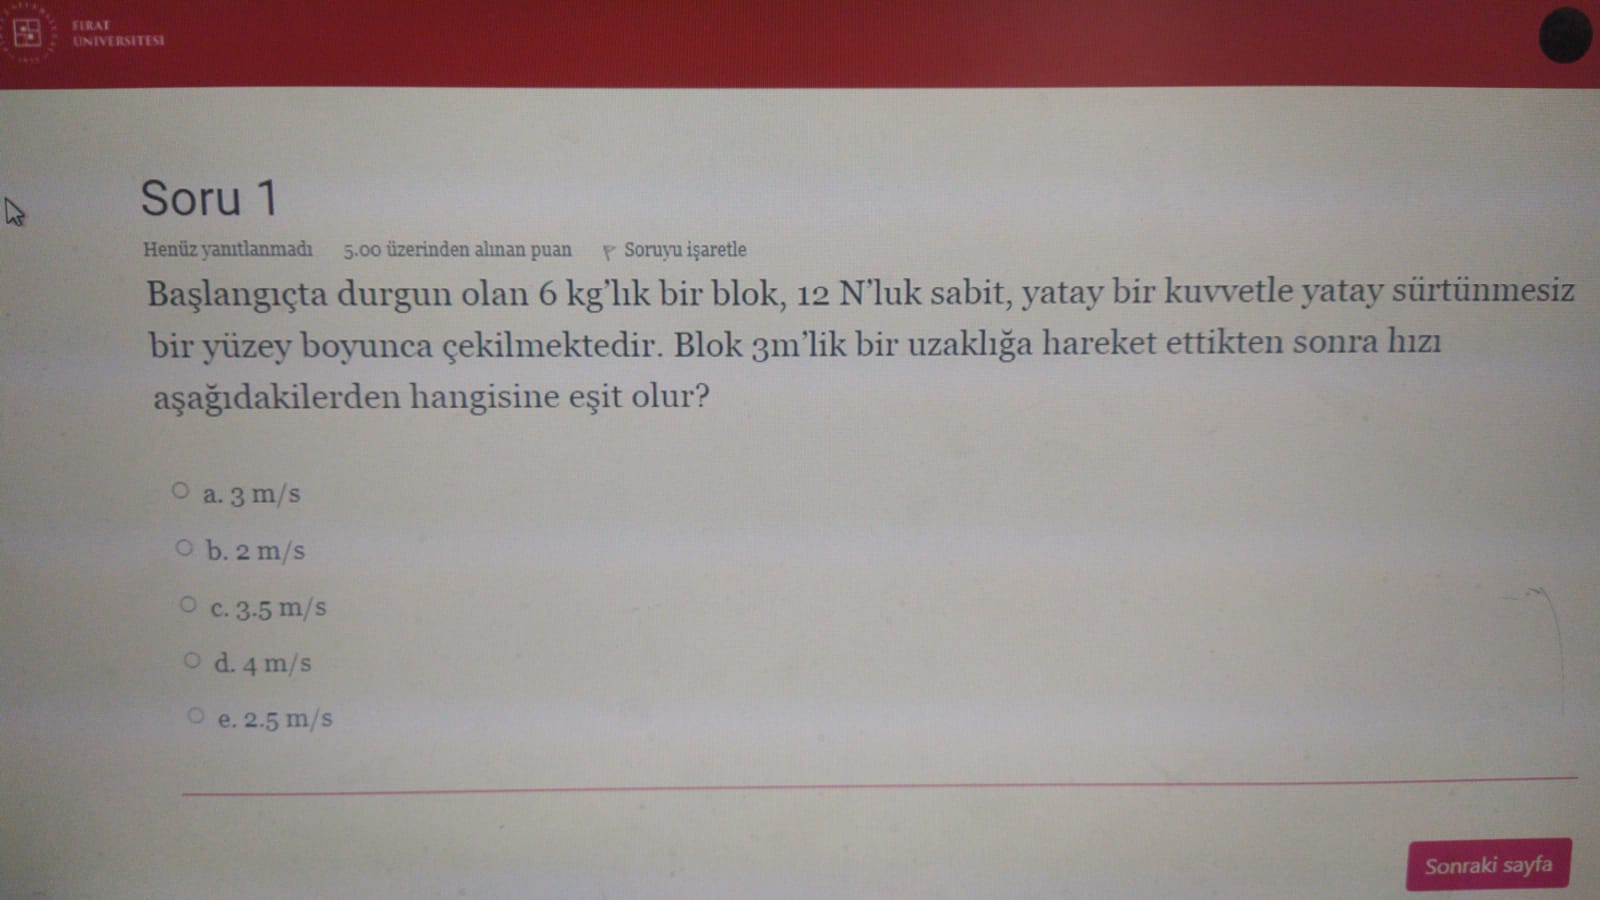 FIRAT
ÜNİVERSİTESİ
Soru 1
Henüz yanıtlanmadı 5.00 üzerinden alınan puan Soruyu işaretle
Başlangıçta durgun olan 6 kg’lık bir blok, 12 N’luk sabit, yatay bir kuvvetle yatay sürtünmesiz
bir yüzey boyunca çekilmektedir. Blok 3m’lik bir uzaklığa hareket ettikten sonra hızı
aşağıdakilerden hangisine eşit olur?
a. 3 m/s
b. 2 m/s
c. 3.5 m/s
d. 4 m/s
e. 2.5 m/s
Sonraki sayfa